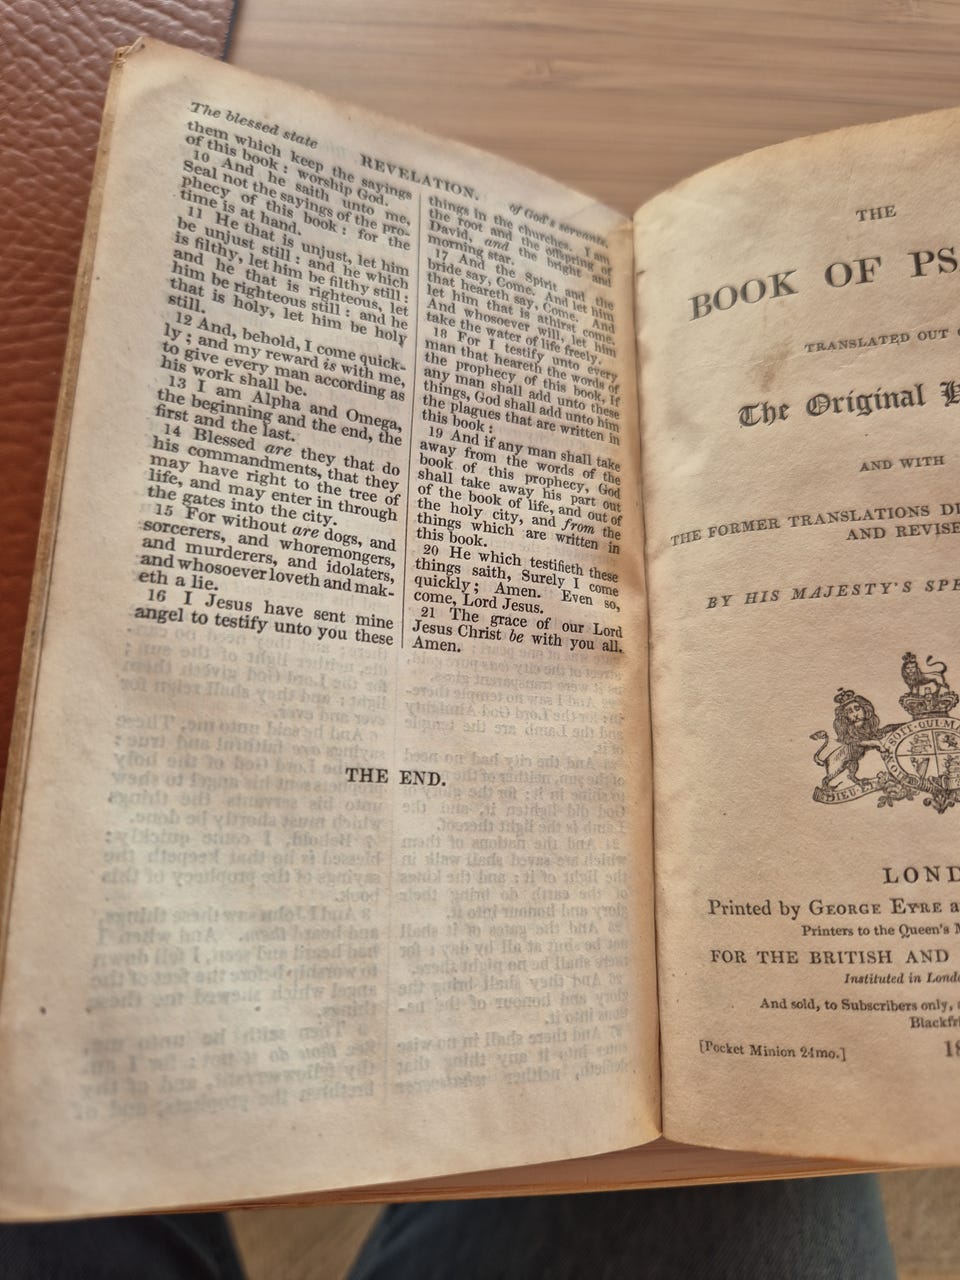 The blessed state
REVELATION.
of God's servants.
them which keep the sayings
of this book: worship God.
10 And he saith unto me,
Seal not the sayings of the pro-
phecy of this book: for the
time is at hand.
11 He that is unjust, let him
be unjust still: and he which
is filthy, let him be filthy still:
and he that is righteous, let
him be righteous still: and he
that is holy, let him be holy
still.
12 And, behold, I come quick-
ly; and my reward is with me,
to give every man according as
his work shall be.
13 I am Alpha and Omega,
the beginning and the end, the
first and the last.
14 Blessed are they that do
his commandments, that they
may have right to the tree of
life, and may enter in through
the gates into the city.
15 For without are dogs, and
sorcerers, and whoremongers,
and murderers, and idolaters,
and whosoever loveth and mak-
eth a lie.
16 I Jesus have sent mine
angel to testify unto you these
things in the churches. I am
the root and the offspring of
David, and the bright and
morning star.
17 And the Spirit and the
bride say, Come. And let him
that heareth say, Come. And
let him that is athirst come.
And whosoever will, let him
take the water of life freely.
18 For I testify unto every
man that heareth the words of
the prophecy of this book, If
any man shall add unto these
things, God shall add unto him
the plagues that are written in
this book:
19 And if any man shall take
away from the words of the
book of this prophecy, God
shall take away his part out
of the book of life, and out of
the holy city, and from the
things which are written in
this book.
20 He which testifieth these
things saith, Surely I come
quickly; Amen. Even so,
come, Lord Jesus.
21 The grace of our Lord
Jesus Christ be with you all.
Amen.
THE END.
THE
BOOK OF PS
TRANSLATED OUT
The Original
AND WITH
THE FORMER TRANSLATIONS DI
AND REVISE
BY HIS MAJESTY'S SPE
SOIT QUI MA
DIEU ET
LOND
Printed by GEORGE EYRE a
Printers to the Queen's M
FOR THE BRITISH AND
Instituted in Londo
And sold, to Subscribers only,
Blackfri
[Pocket Minion 24mo.]
18